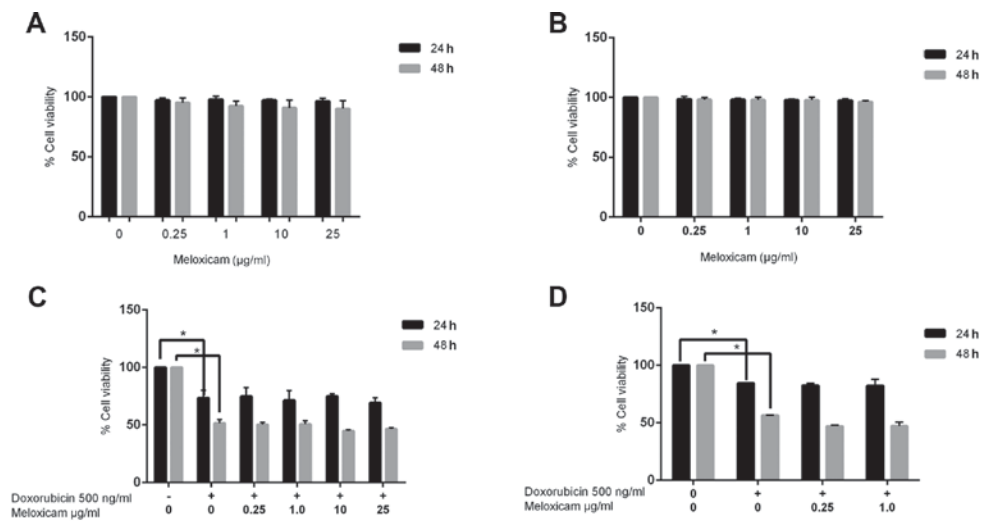 A
150
100
50
0
% Cell viability
24 h
48 h
0 0.25 1 10 25
Meloxicam (µg/ml)
B
150
100
50
0
% Cell viability
24 h
48 h
0 0.25 1 10 25
Meloxicam (µg/ml)
C
150
100
50
0
% Cell viability
* *
24 h
48 h
Doxorubicin 500 ng/ml - + + + + +
Meloxicam µg/ml 0 0 0.25 1.0 10 25
D
150
100
50
0
% Cell viability
* *
24 h
48 h
Doxorubicin 500 ng/ml 0 + + +
Meloxicam µg/ml 0 0 0.25 1.0